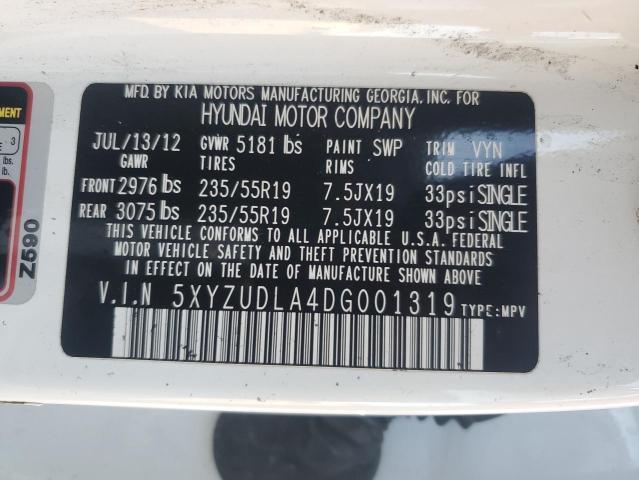 MFD. BY KIA MOTORS MANUFACTURING GEORGIA, INC. FOR
HYUNDAI MOTOR COMPANY
JUL/13/12 GVWR 5181 lbs PAINT SWP TRIM VYN
GAWR TIRES RIMS COLD TIRE INFL
FRONT 2976 lbs 235/55R19 7.5JX19 33psi SINGLE
REAR 3075 lbs 235/55R19 7.5JX19 33psi SINGLE
THIS VEHICLE CONFORMS TO ALL APPLICABLE U.S.A. FEDERAL
MOTOR VEHICLE SAFETY AND THEFT PREVENTION STANDARDS
IN EFFECT ON THE DATE OF MANUFACTURE SHOWN ABOVE.
V.I.N 5XYZUDLA4DG001319 TYPE:MPV
3
lbs.
lbs.
Z590